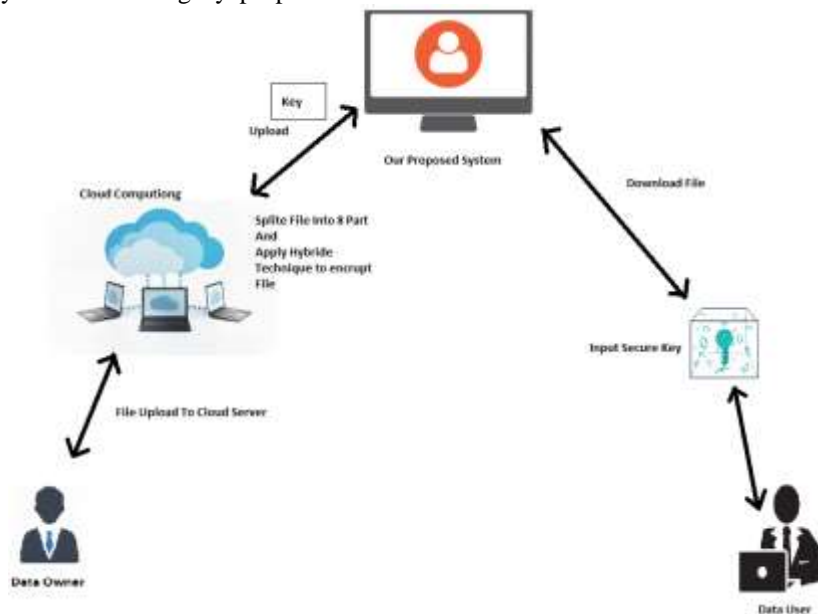 Key
Upload
Our Proposed System
Download File
Cloud Computiong
Splite File Into 8 Part
And
Apply Hybride
Technique to encrupt
File
Input Secure Key
File Upload To Cloud Server
Data Owner
Data User